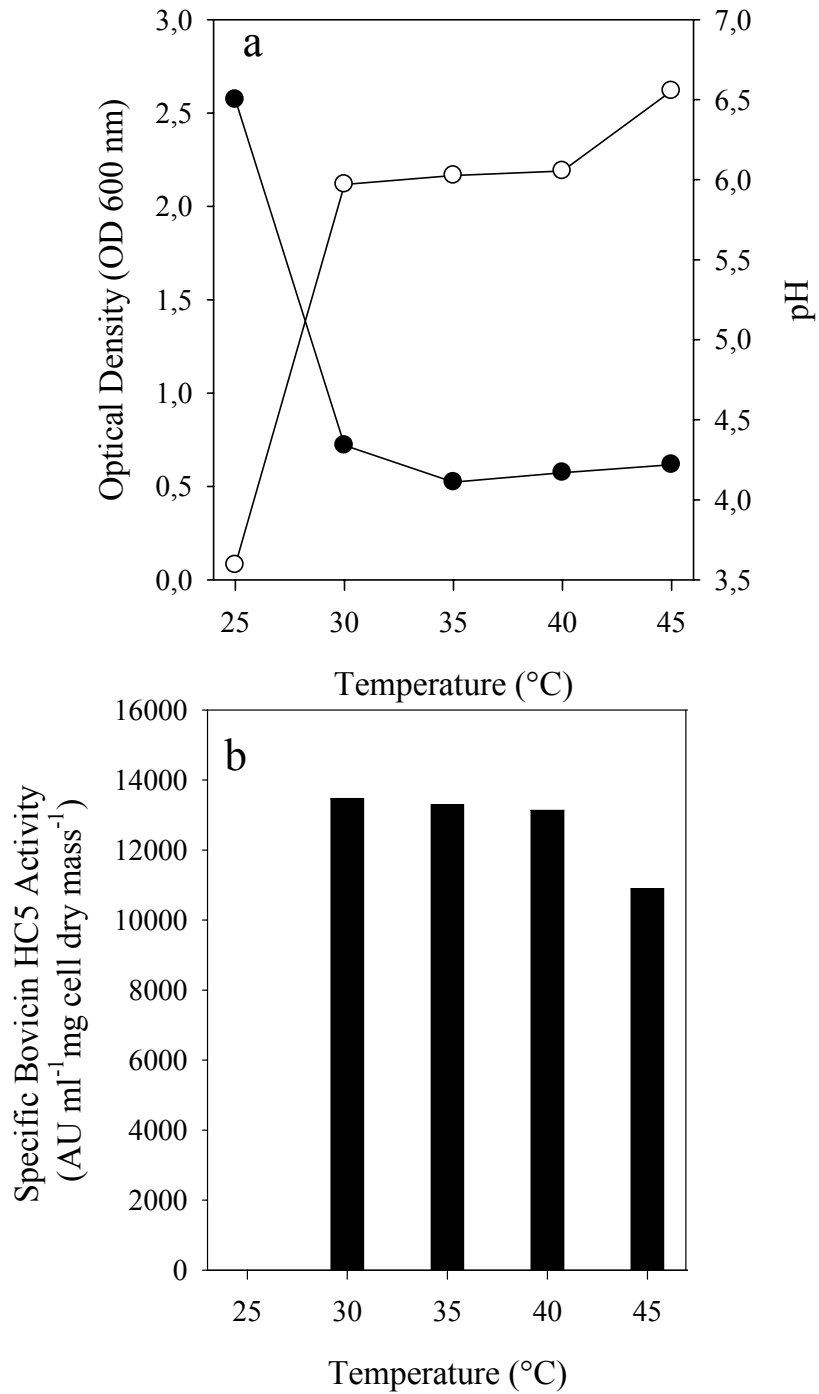 a
Optical Density (OD 600 nm)
3,0
2,5
2,0
1,5
1,0
0,5
0,0
pH
7,0
6,5
6,0
5,5
5,0
4,5
4,0
3,5
25 30 35 40 45
Temperature (°C)
b
Specific Bovicin HC5 Activity
(AU ml⁻¹mg cell dry mass⁻¹
16000
14000
12000
10000
8000
6000
4000
2000
0
25 30 35 40 45
Temperature (°C)